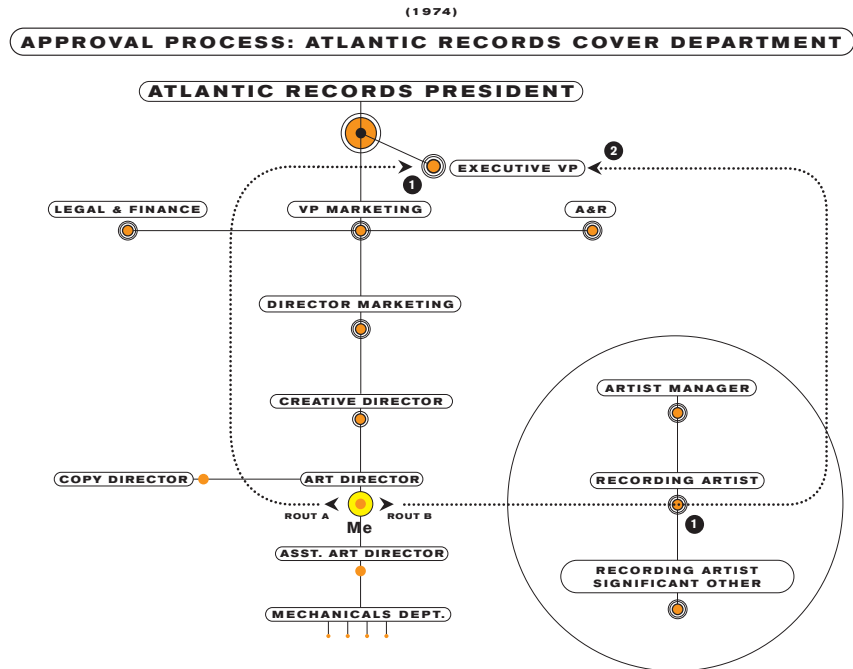 (1974)
APPROVAL PROCESS: ATLANTIC RECORDS COVER DEPARTMENT
ATLANTIC RECORDS PRESIDENT
2
EXECUTIVE VP
1
LEGAL & FINANCE
VP MARKETING
A&R
DIRECTOR MARKETING
ARTIST MANAGER
CREATIVE DIRECTOR
COPY DIRECTOR
ART DIRECTOR
RECORDING ARTIST
ROUT A
ROUT B
Me
1
ASST. ART DIRECTOR
RECORDING ARTIST
SIGNIFICANT OTHER
MECHANICALS DEPT.